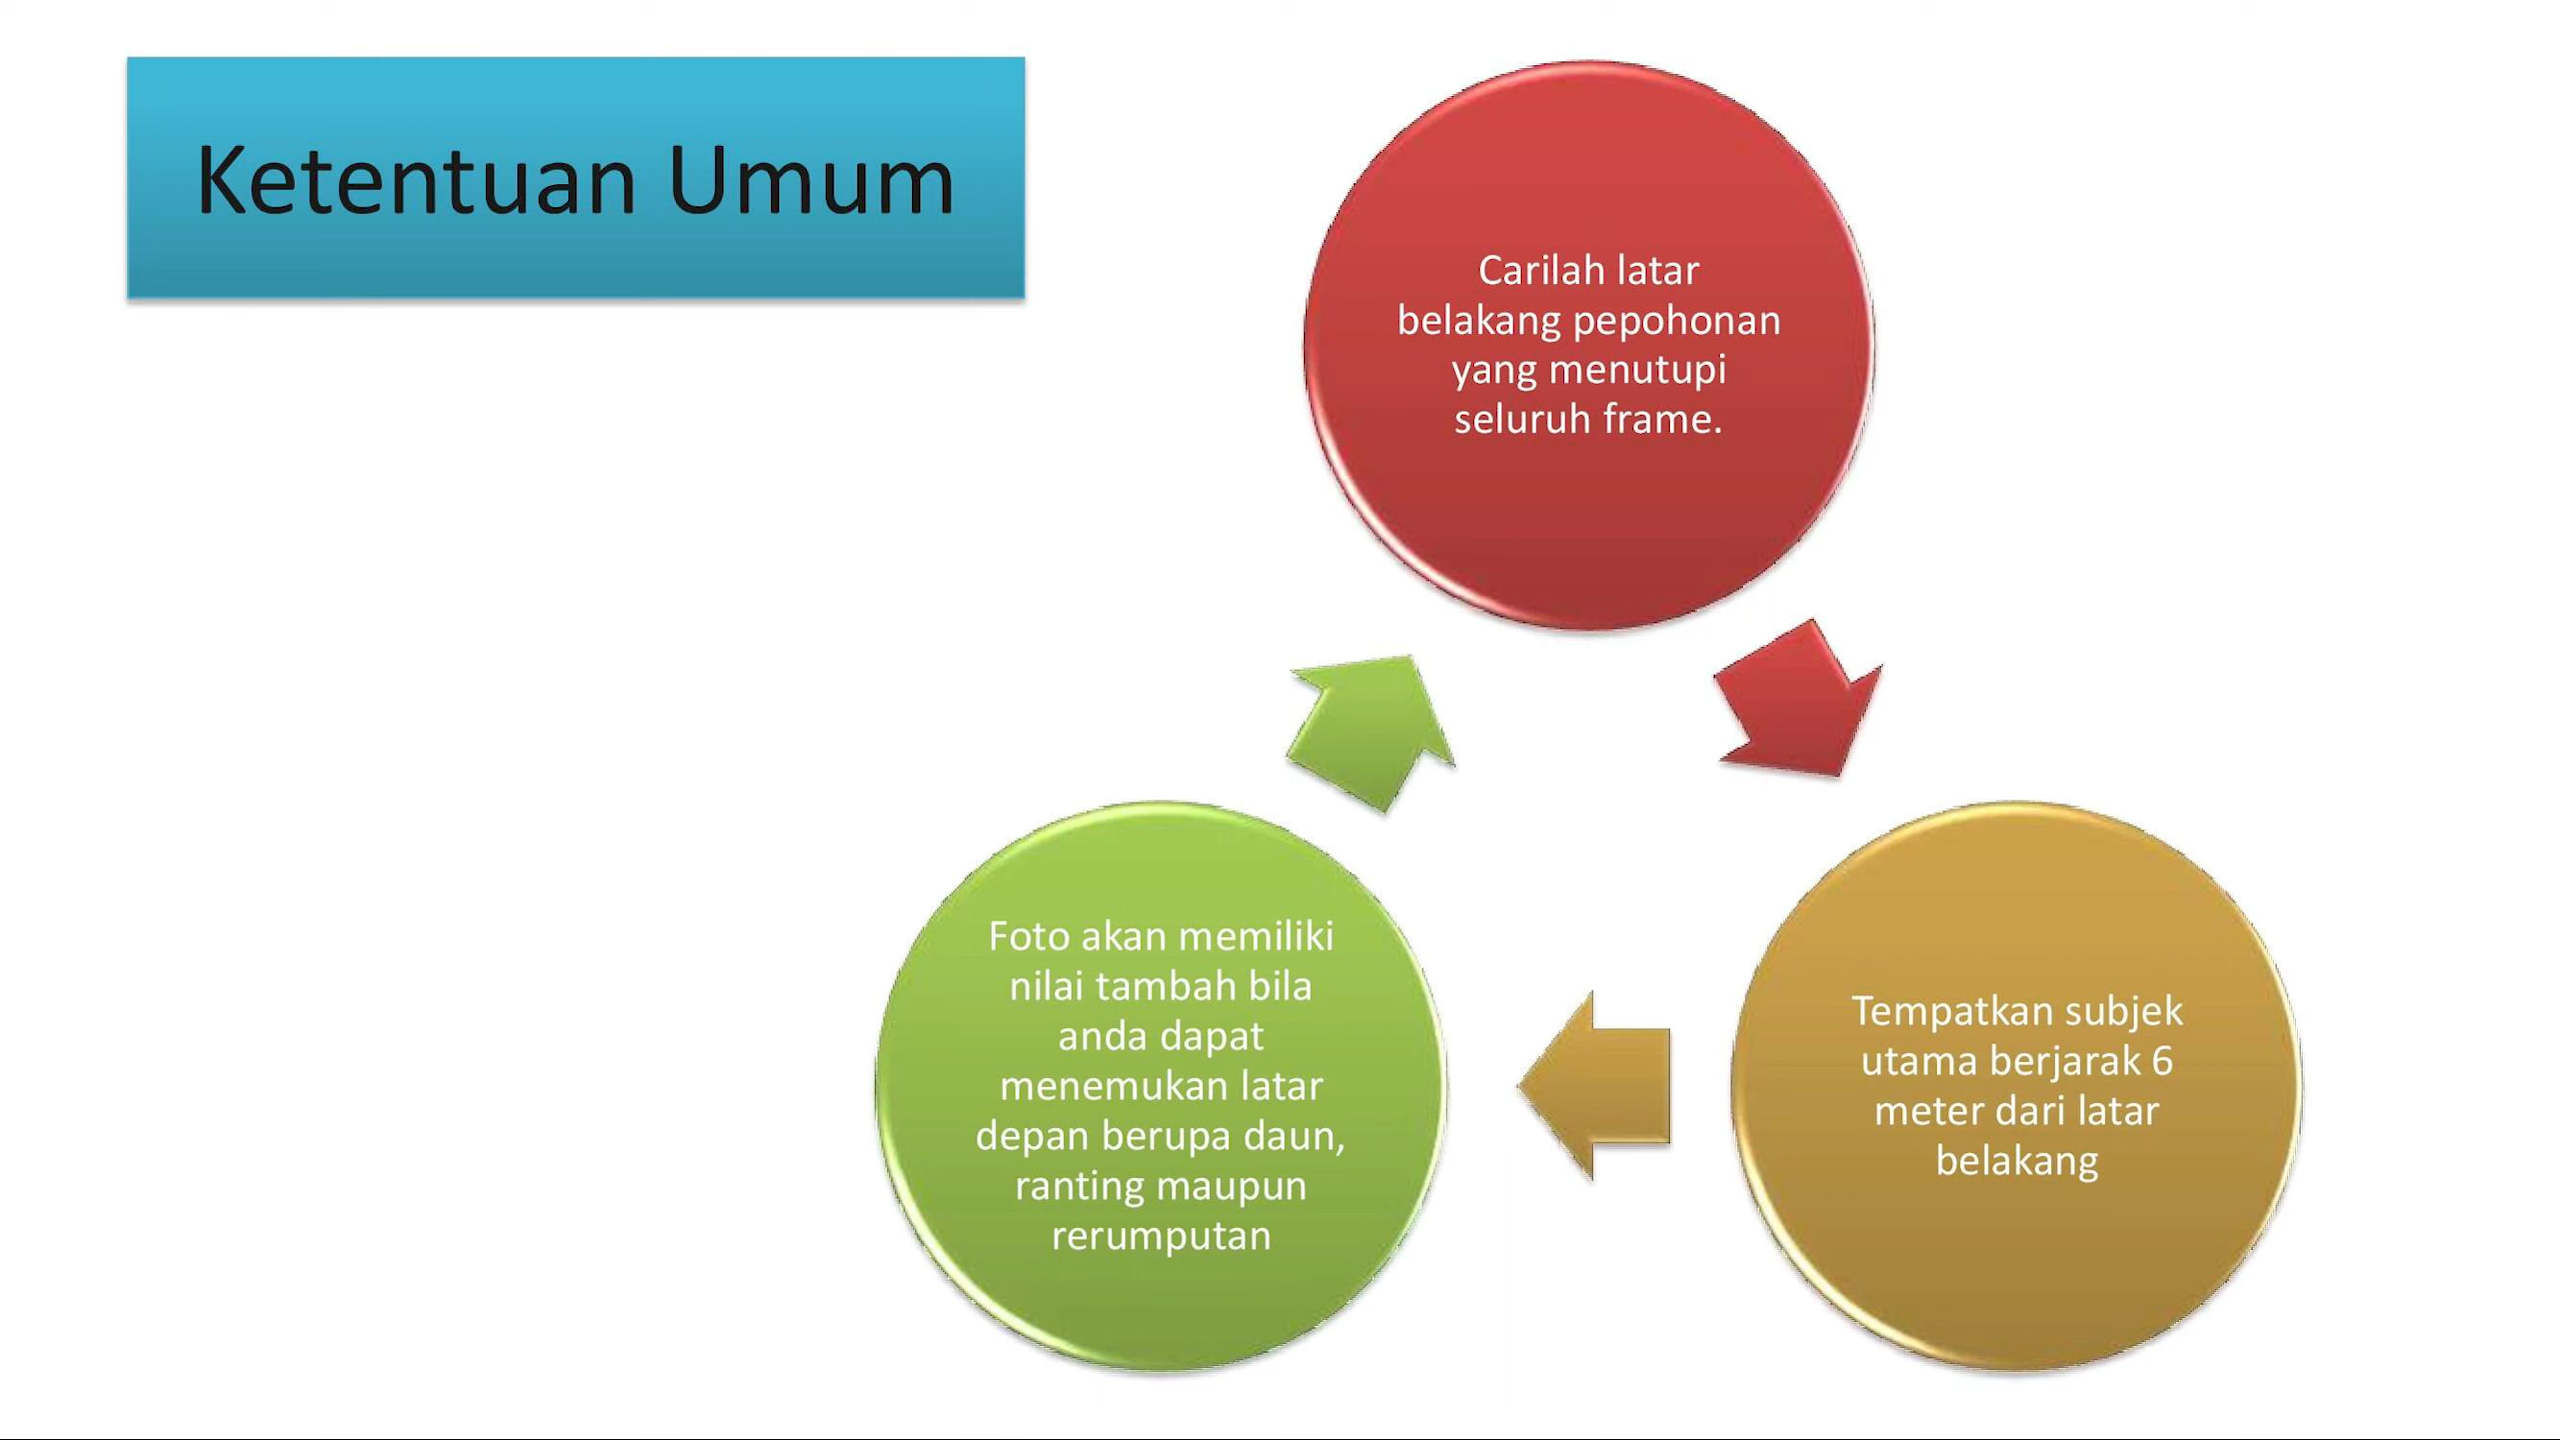 Ketentuan Umum
Carilah latar
belakang pepohonan
yang menutupi
seluruh frame.
Tempatkan subjek
utama berjarak 6
meter dari latar
belakang
Foto akan memiliki
nilai tambah bila
anda dapat
menemukan latar
depan berupa daun,
ranting maupun
rerumputan